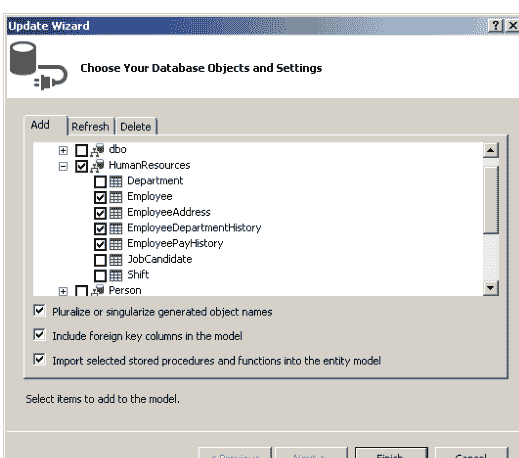 Update Wizard
Choose Your Database Objects and Settings
Add Refresh Delete
dbo
HumanResources
Department
Employee
EmployeeAddress
EmployeeDepartmentHistory
EmployeePayHistory
JobCandidate
Shift
Person
Pluralize or singularize generated object names
Include foreign key columns in the model
Import selected stored procedures and functions into the entity model
Select items to add to the model.
< Previous Next > Finish Cancel